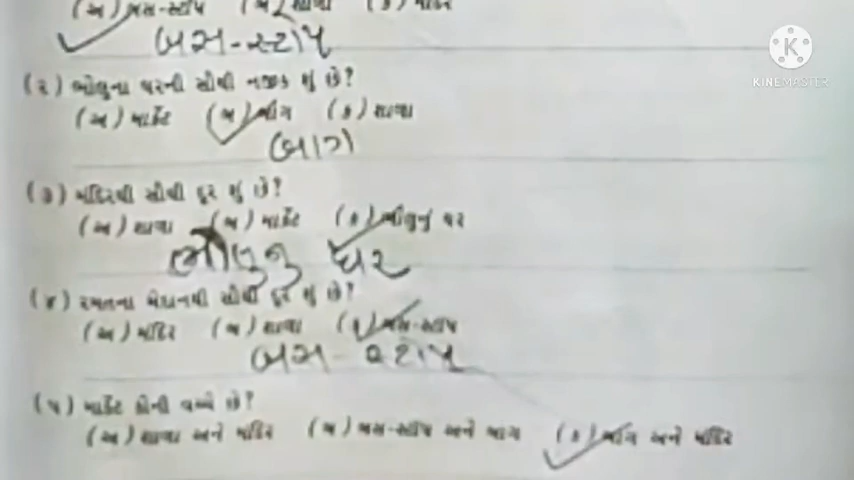 (અ) બસ-સ્ટોપ (બ) શાળા (ક) મંદિર
બસ-સ્ટોપ
KINEMASTER
(૨) ભોલુના ઘરની સૌથી નજીક શું છે?
(અ) માર્કેટ (બ) બાગ (ક) શાળા
બાગ
(૩) મંદિરથી સૌથી દૂર શું છે?
(અ) શાળા (બ) માર્કેટ (ક) ભોલુનું ઘર
ભોલુનુ ઘર
(૪) રમતના મેદાનથી સૌથી દૂર શું છે?
(અ) મંદિર (બ) શાળા (ક) બસ-સ્ટોપ
બસ - સ્ટોપ
(૫) માર્કેટ કોની વચ્ચે છે?
(અ) શાળા અને મંદિર (બ) બસ-સ્ટોપ અને બાગ (ક) બાગ અને મંદિર